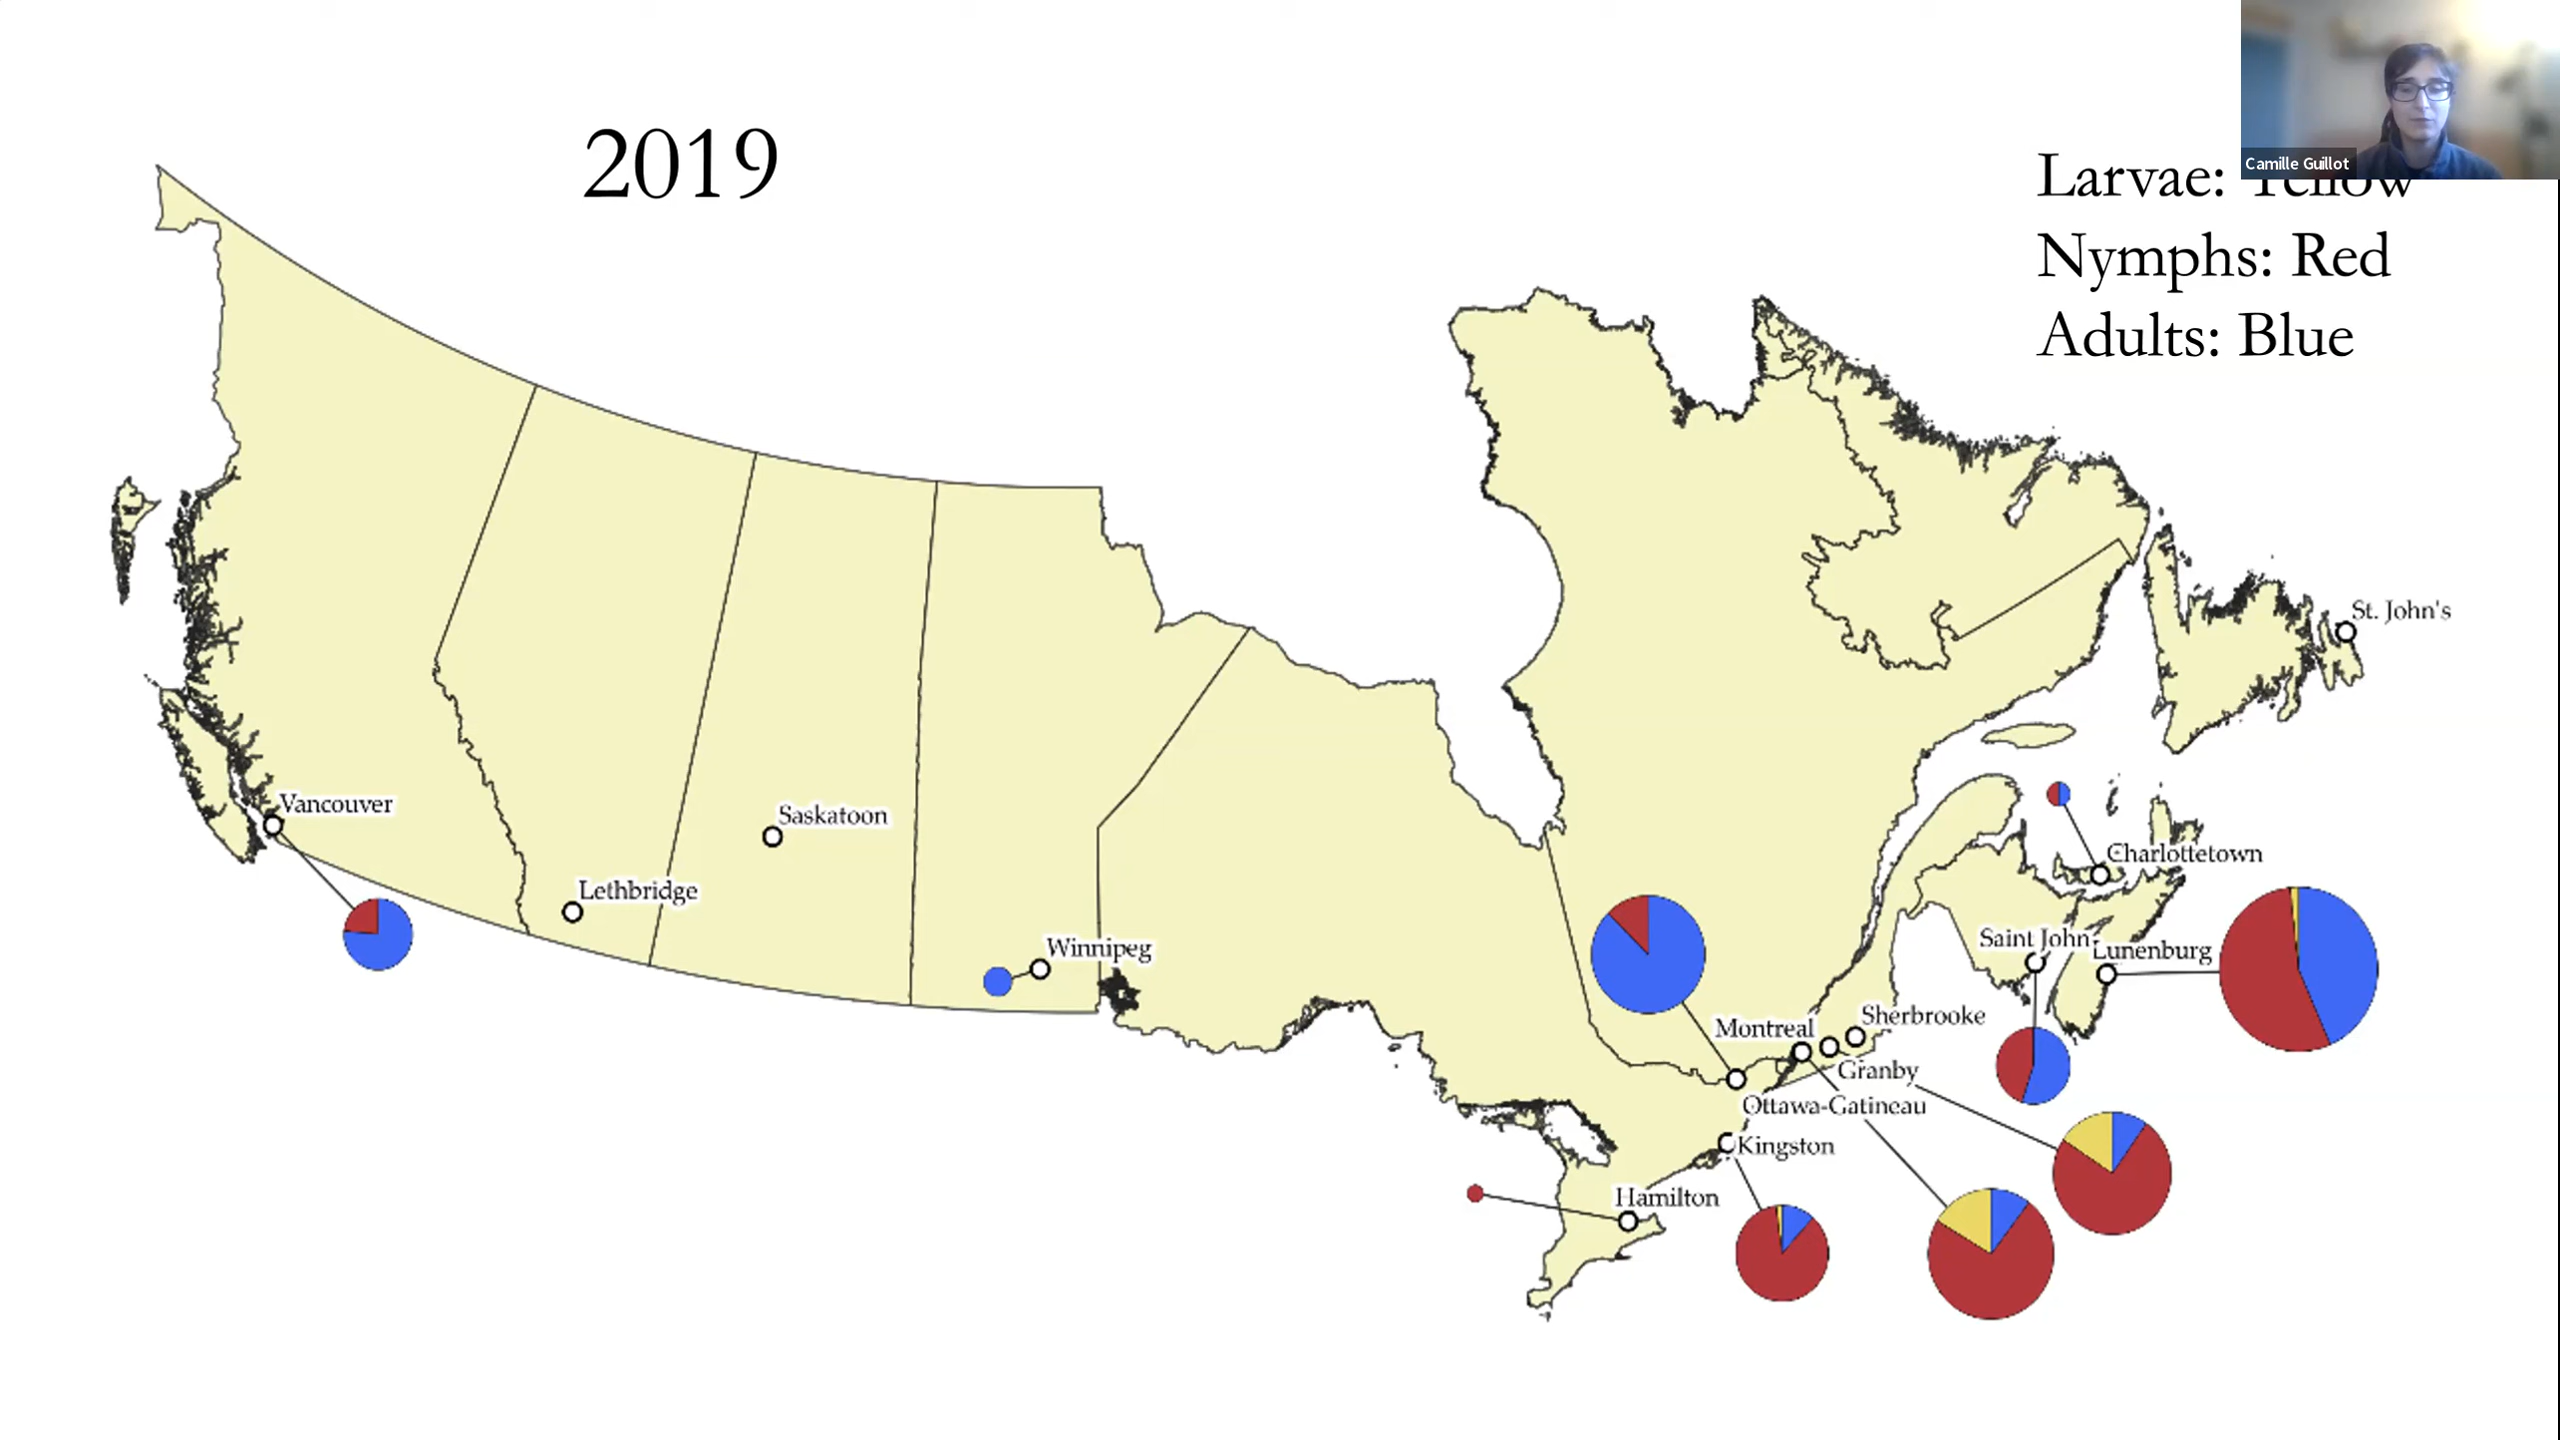 2019
Camille Guillot
Larvae: Yellow
Nymphs: Red
Adults: Blue
St. John's
Vancouver
Saskatoon
Charlottetown
Lethbridge
Saint John
Lunenburg
Winnipeg
Sherbrooke
Montreal
Granby
Ottawa-Gatineau
Kingston
Hamilton